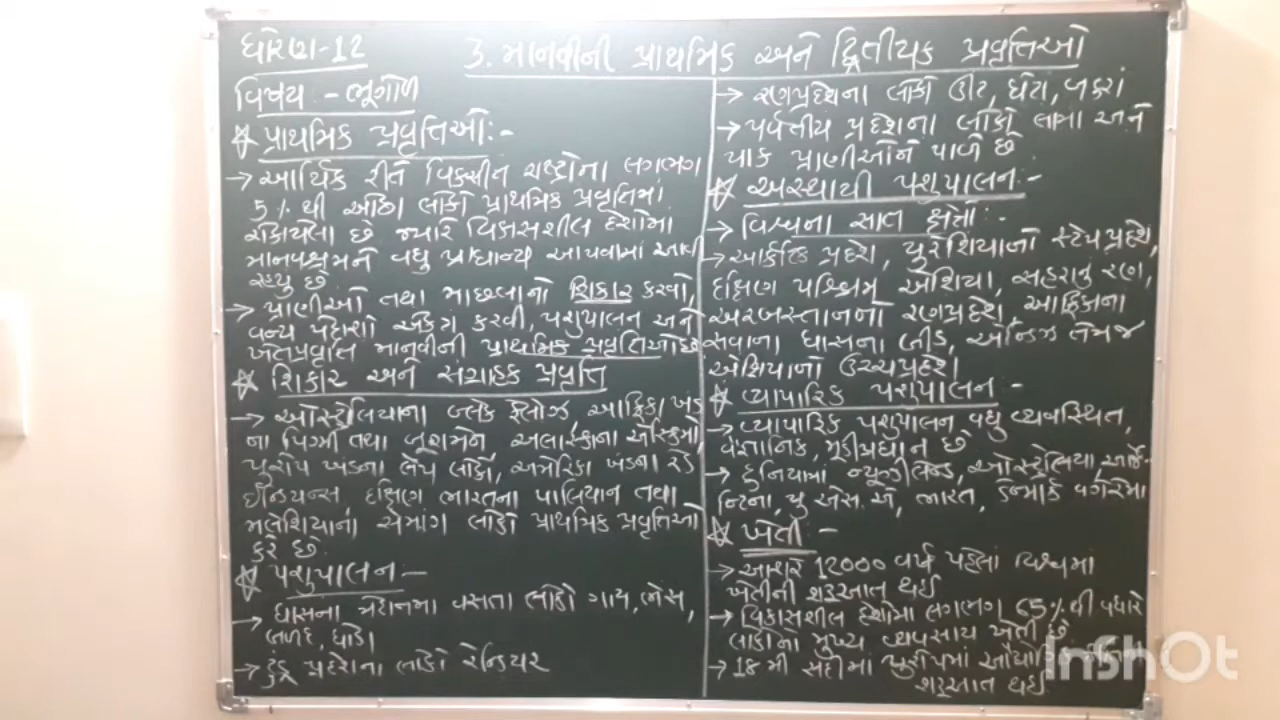 ધોરણ-12
3. માનવીની પ્રાથમિક અને દ્વિતીયક પ્રવૃત્તિઓ
વિષય :- ભૂગોળ
☆ પ્રાથમિક પ્રવૃત્તિઓ:-
→ આર્થિક રીતે વિકસીત રાષ્ટ્રોના લગભગ
5% થી ઓછા લોકો પ્રાથમિક પ્રવૃત્તિમાં
રોકાયેલા છે જ્યારે વિકાસશીલ દેશોમાં
માનવશ્રમને વધુ પ્રાધાન્ય આપવામાં આવી
રહ્યુ છે
→ પ્રાણીઓ તથા માછલાનો શિકાર કરવો,
વન્ય પેદાશો એકઠા કરવી, પશુપાલન અને
ખેતપ્રવૃત્તિ માનવીની પ્રાથમિક પ્રવૃત્તિઓ છે
☆ શિકાર અને સંગ્રાહક પ્રવૃત્તિ
→ ઓસ્ટ્રેલિયાના બ્લેક ફેલોઝ, આફ્રિકા ખંડ
ના પિગ્મી તથા બુશમેન, અલાસ્કાના એસ્કિમો,
યુરોપ ખંડના લેપ લોકો, અમેરિકા ખંડના રેડ
ઈન્ડિયન્સ, દક્ષિણ ભારતના પાલિયાન તથા
મલેશિયાના સેમાંગ લોકો પ્રાથમિક પ્રવૃત્તિઓ
કરે છે
☆ પશુપાલન :-
→ ઘાસના મેદાનમાં વસતા લોકો ગાય, ભેંસ,
બળદ, ઘોડા
→ ટુંડ્ર પ્રદેશના લોકો રેન્ડિયર
→ રણપ્રદેશના લોકો ઊંટ, ઘેટા, બકરાં
→ પર્વતીય પ્રદેશના લોકો લામા અને
યાક પ્રાણીઓને પાળે છે
☆ અસ્થાયી પશુપાલન :-
→ વિશ્વના સાત ક્ષેત્રો :-
→ આર્કટિક પ્રદેશ, યુરેશિયાનો સ્ટેપ પ્રદેશ,
દક્ષિણ પશ્ચિમ એશિયા, સહરાનું રણ,
અરબસ્તાનનો રણપ્રદેશ, આફ્રિકાના
સવાના ઘાસના બીડ, એન્ડિઝ તેમજ
એશિયાનો ઉચ્ચપ્રદેશ
☆ વ્યાપારિક પશુપાલન :-
→ વ્યાપારિક પશુપાલન વધુ વ્યવસ્થિત,
વૈજ્ઞાનિક, મૂડીપ્રધાન છે
→ દુનિયામાં ન્યૂઝીલેન્ડ, ઓસ્ટ્રેલિયા, આર્જે-
ન્ટિના, યુ એસ એ, ભારત, ડેન્માર્ક વગેરેમાં
☆ ખેતી :-
→ આશરે 12000 વર્ષ પહેલાં વિશ્વમાં
ખેતીની શરૂઆત થઈ
→ વિકાસશીલ દેશોમાં લગભગ 65% થી વધારે
લોકોનો મુખ્ય વ્યવસાય ખેતી છે
→ 18 મી સદીમાં યુરોપમાં
શરૂઆત થઈ
InShOt